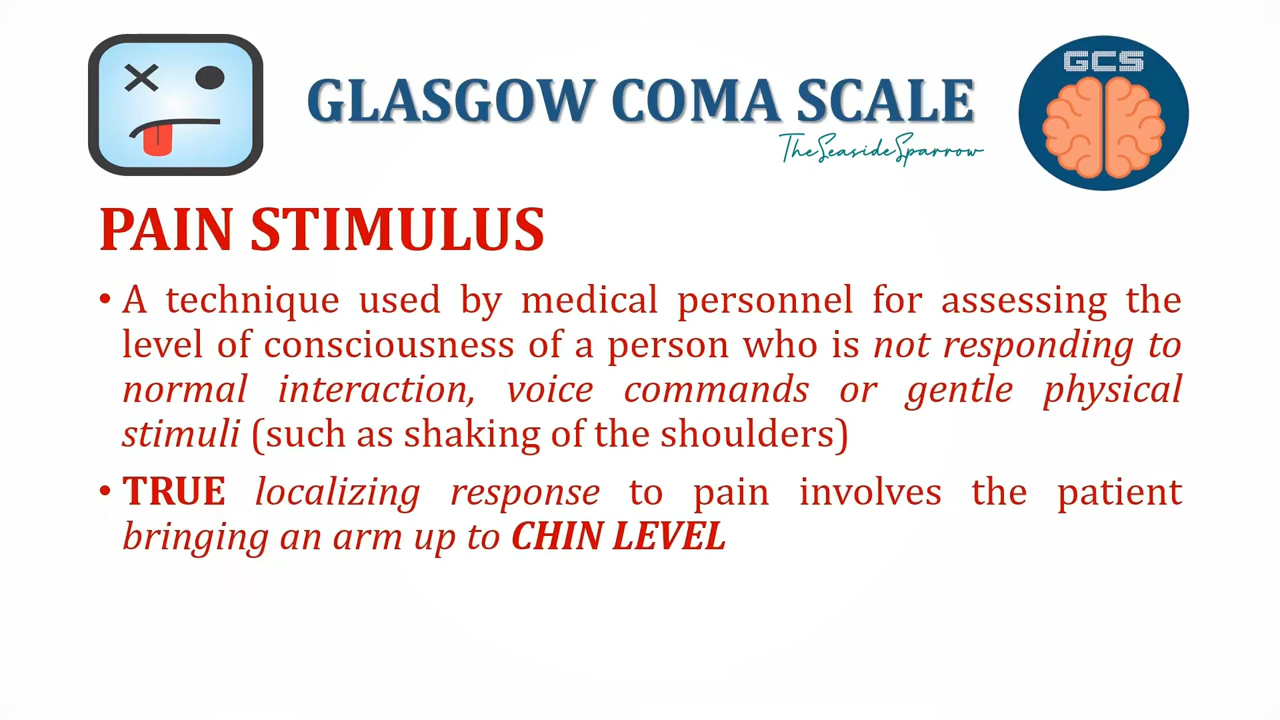 GLASGOW COMA SCALE
TheSeasideSparrow
GCS
PAIN STIMULUS
• A technique used by medical personnel for assessing the
level of consciousness of a person who is not responding to
normal interaction, voice commands or gentle physical
stimuli (such as shaking of the shoulders)
• TRUE localizing response to pain involves the patient
bringing an arm up to CHIN LEVEL